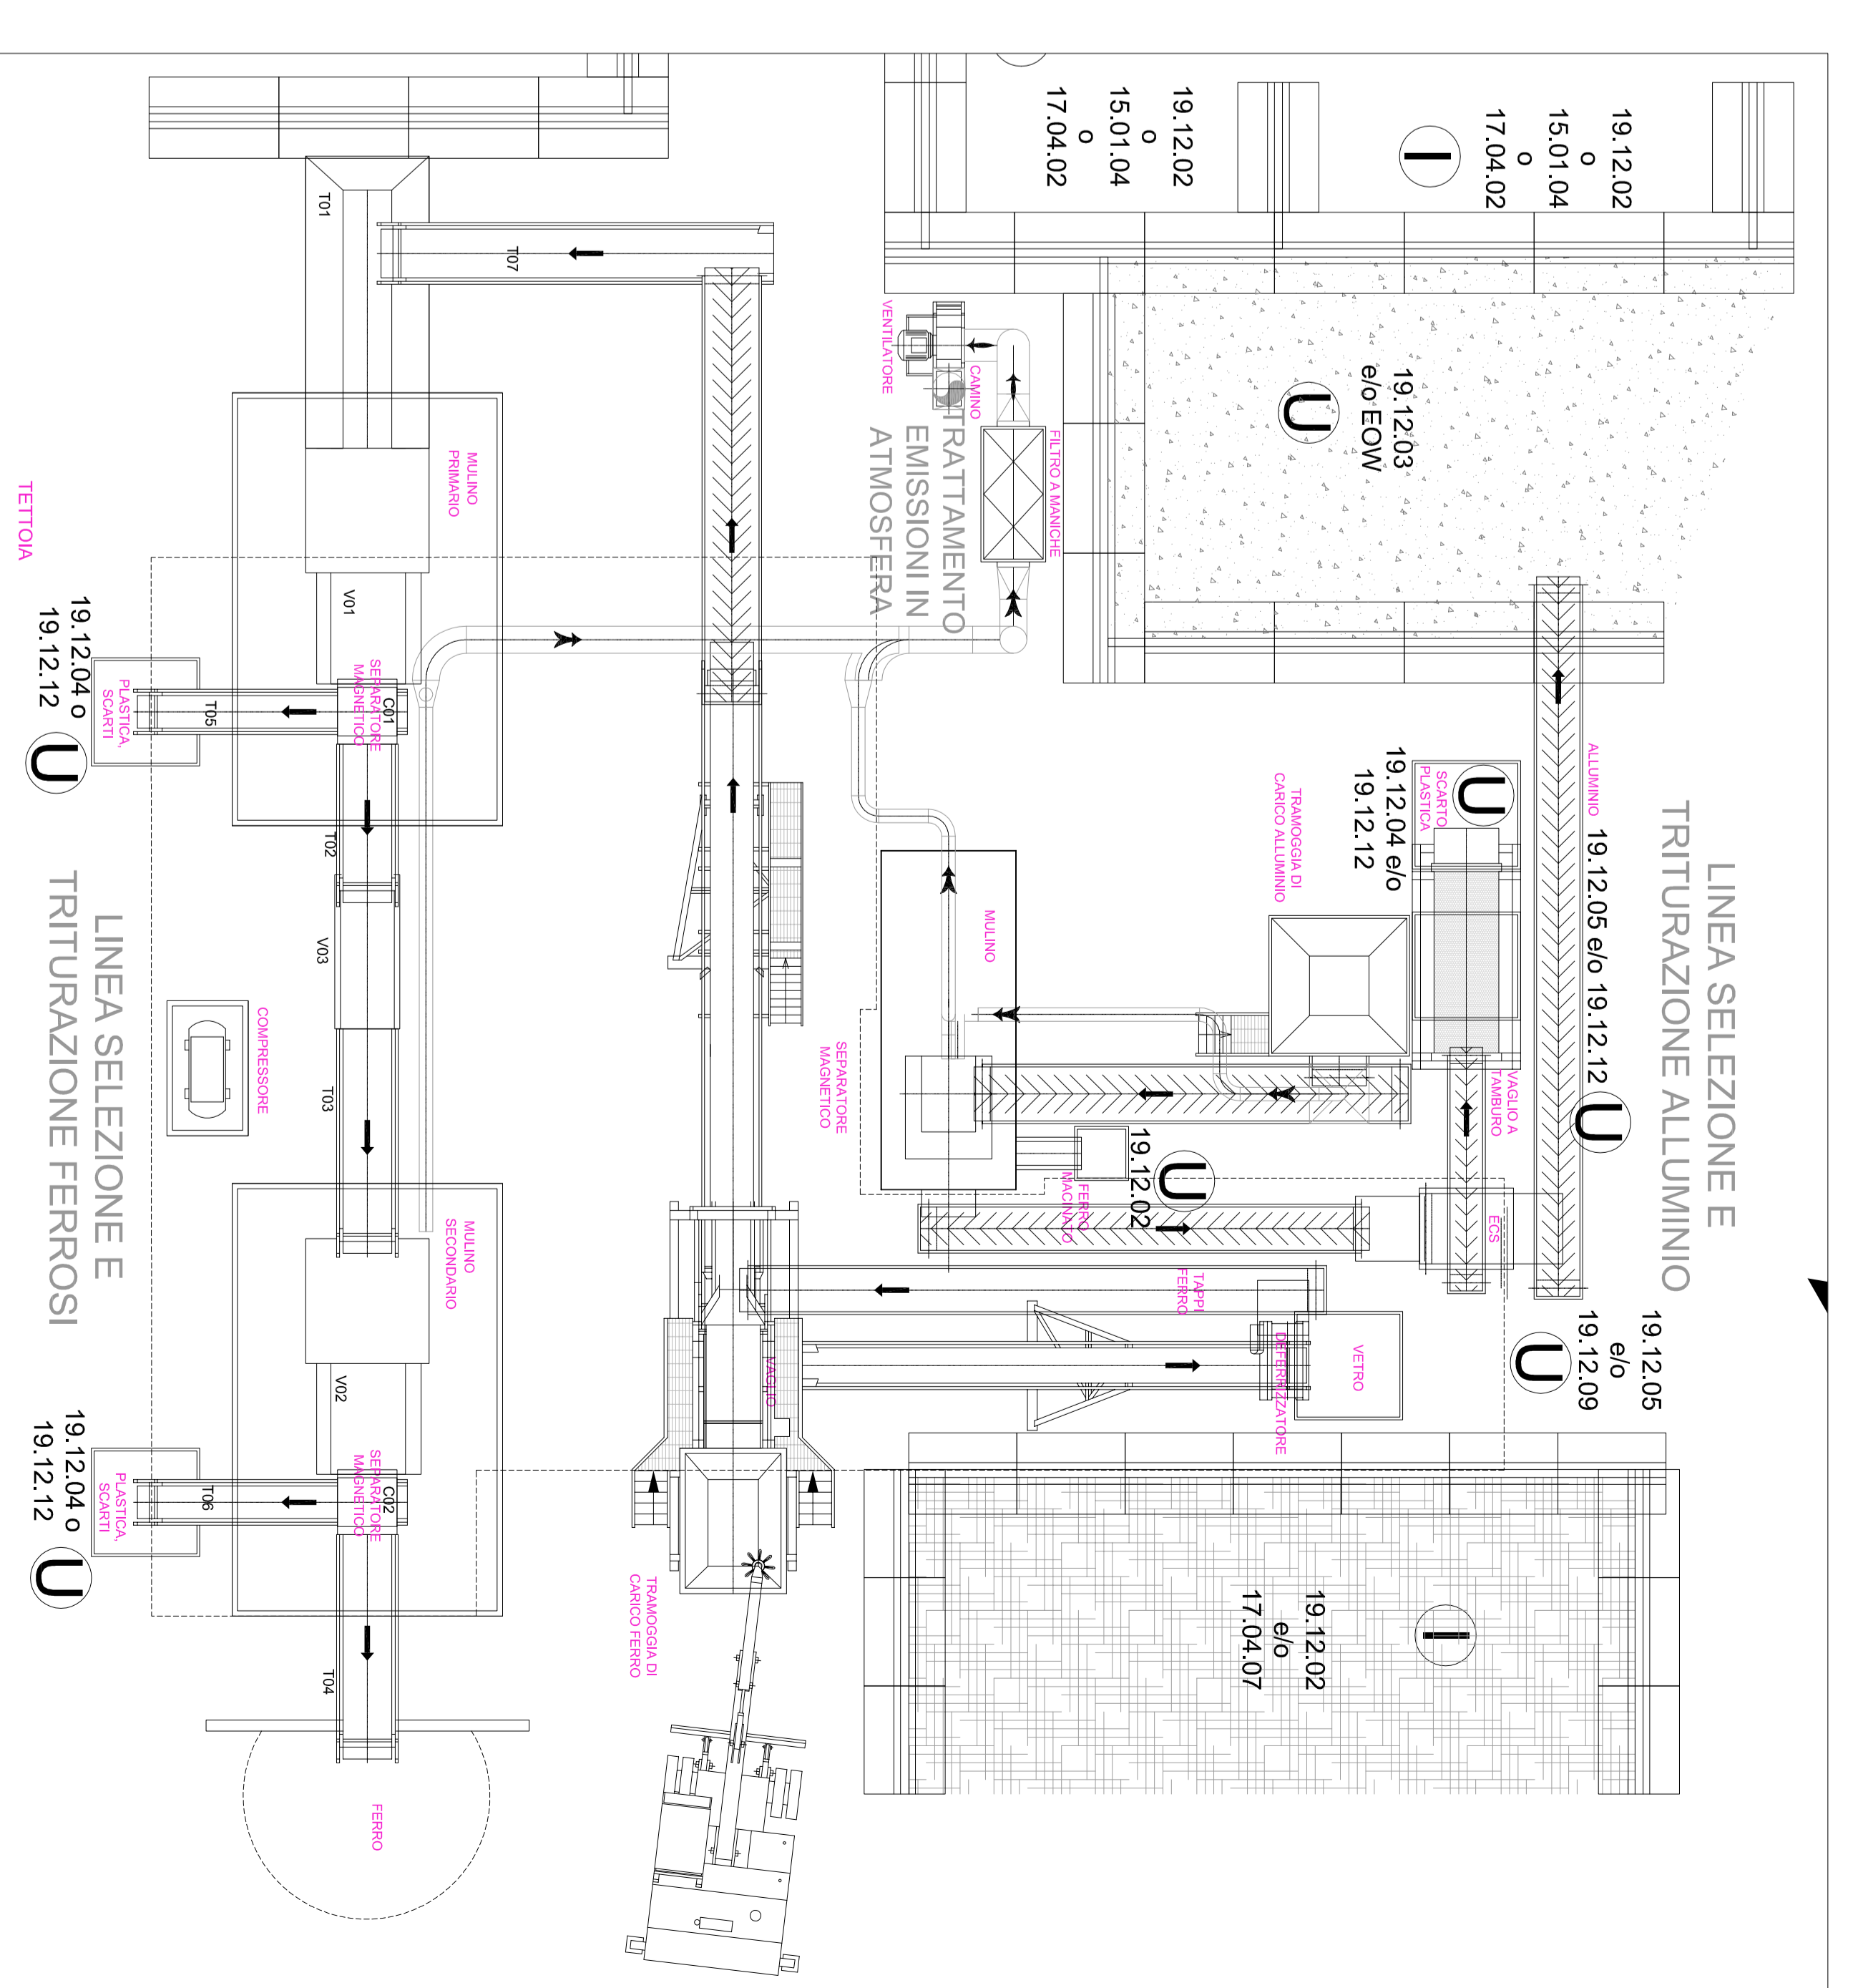 LINEA SELEZIONE E
TRITURAZIONE ALLUMINIO
19.12.02
o
15.01.04
o
17.04.02
I
19.12.02
o
15.01.04
o
17.04.02
19.12.03
e/o EOW
U
ALLUMINIO
19.12.05 e/o 19.12.12
U
U
SCARTO
PLASTICA
19.12.04 e/o
19.12.12
VAGLIO A
TAMBURO
ECS
TRAMOGGIA DI
CARICO ALLUMINIO
19.12.05
e/o
19.12.09
U
VETRO
DEFERRIZZATORE
TAPPI
FERRO
U
19.12.02
FERRO
MACINATO
MULINO
SEPARATORE
MAGNETICO
FILTRO A MANICHE
CAMINO
VENTILATORE
TRATTAMENTO
EMISSIONI IN
ATMOSFERA
I
19.12.02
e/o
17.04.07
VAGLIO
TRAMOGGIA DI
CARICO FERRO
T07
T01
MULINO
PRIMARIO
V01
SEPARATORE
MAGNETICO
C01
T05
PLASTICA,
SCARTI
T02
V03
T03
COMPRESSORE
MULINO
SECONDARIO
V02
SEPARATORE
MAGNETICO
C02
T06
PLASTICA,
SCARTI
T04
FERRO
TETTOIA
19.12.04 o
19.12.12
U
LINEA SELEZIONE E
TRITURAZIONE FERROSI
19.12.04 o
19.12.12
U